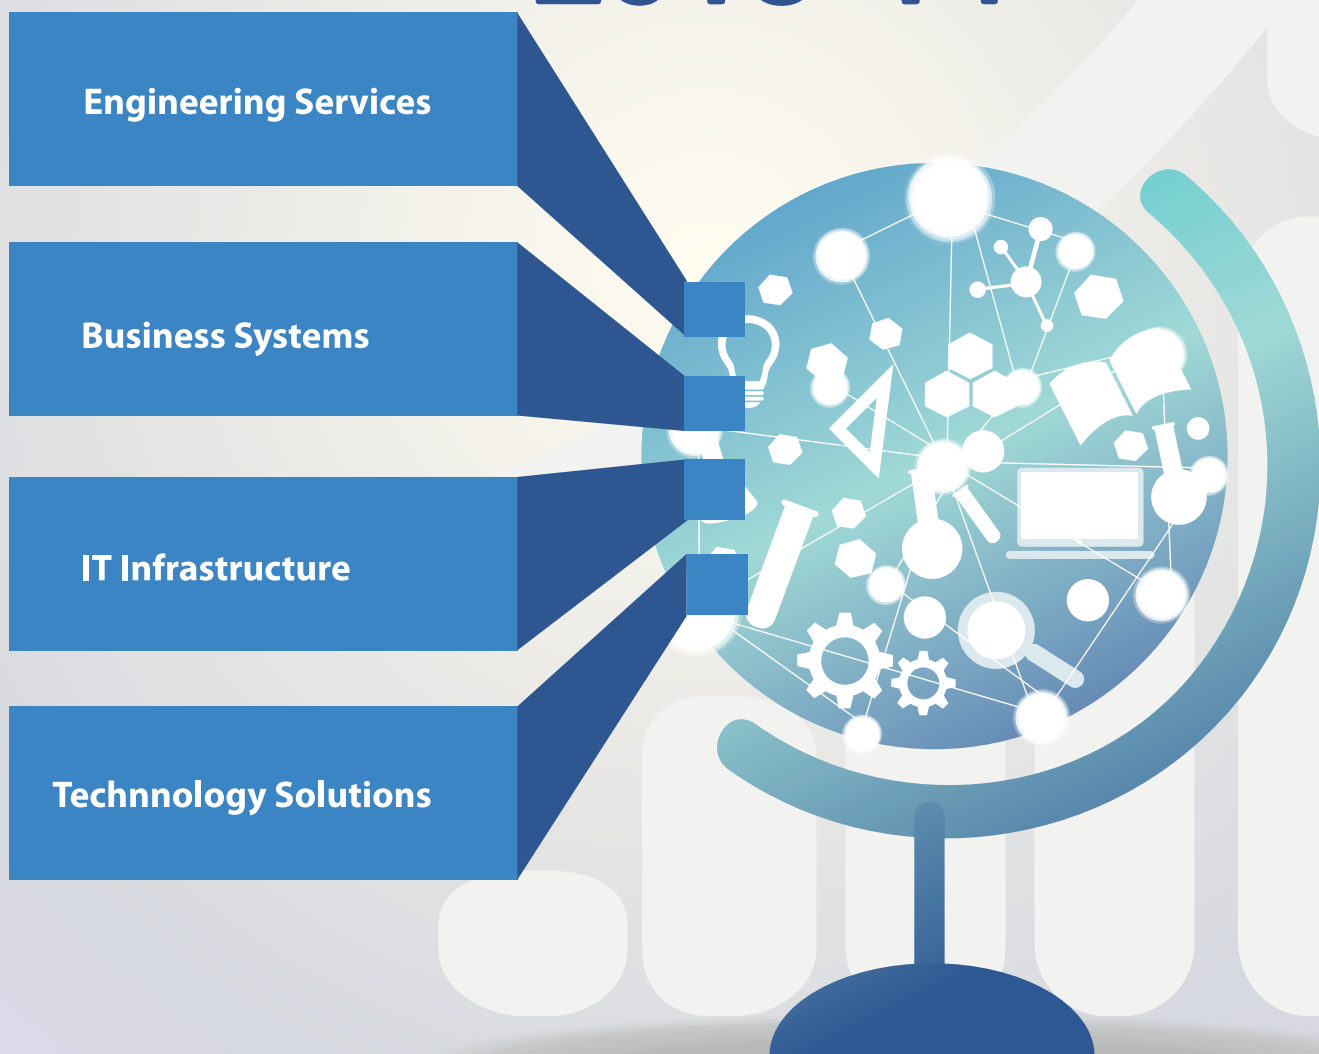 Engineering Services
Business Systems
IT Infrastructure
Technnology Solutions